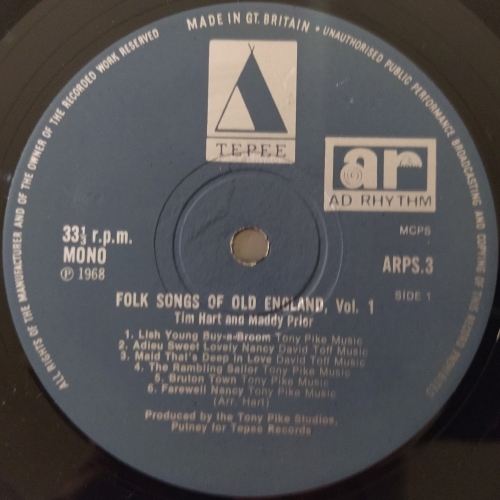 MADE IN GT. BRITAIN • UNAUTHORISED PUBLIC PERFORMANCE BROADCASTING AND COPYING OF THIS RECORD PROHIBITED
ALL RIGHTS OF THE MANUFACTURER AND OF THE OWNER OF THE RECORDED WORK RESERVED
TEPEE
ar
AD RHYTHM
MCPS
33⅓ r.p.m.
MONO
ARPS.3
℗ 1968
SIDE 1
FOLK SONGS OF OLD ENGLAND, Vol. 1
Tim Hart and Maddy Prior
1. Lish Young Buy-a-Broom Tony Pike Music
2. Adieu Sweet Lovely Nancy David Toff Music
3. Maid That's Deep in Love David Toff Music
4. The Rambling Sailor Tony Pike Music
5. Bruton Town Tony Pike Music
6. Farewell Nancy Tony Pike Music
(Arr. Hart)
Produced by the Tony Pike Studios,
Putney for Tepee Records